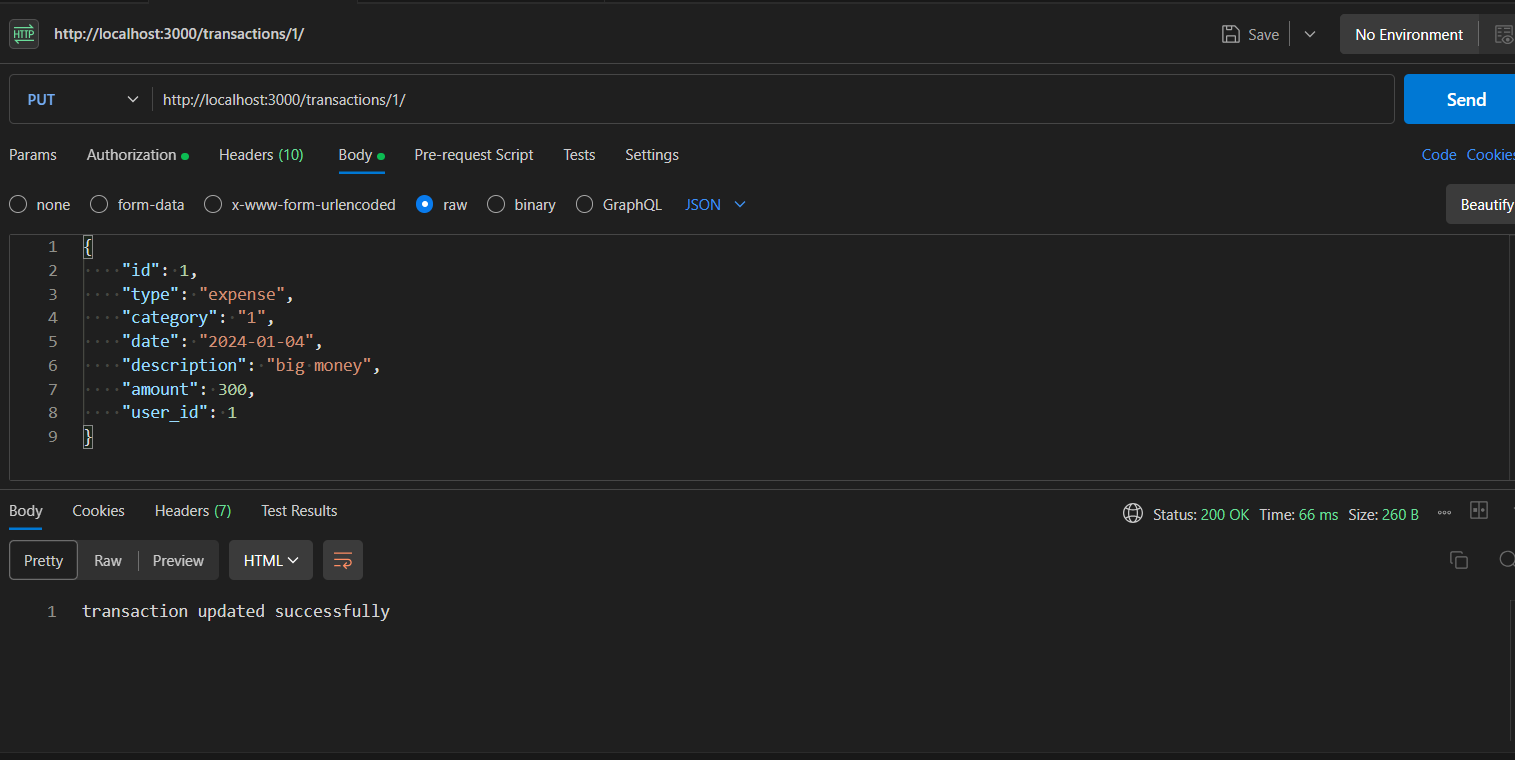 HTTP http://localhost:3000/transactions/1/ Save No Environment
PUT http://localhost:3000/transactions/1/ Send
Params Authorization Headers (10) Body Pre-request Script Tests Settings Code Cookies
none form-data x-www-form-urlencoded raw binary GraphQL JSON Beautify
1 {
2 "id": 1,
3 "type": "expense",
4 "category": "1",
5 "date": "2024-01-04",
6 "description": "big money",
7 "amount": 300,
8 "user_id": 1
9 }
Body Cookies Headers (7) Test Results Status: 200 OK Time: 66 ms Size: 260 B
Pretty Raw Preview HTML
1 transaction updated successfully